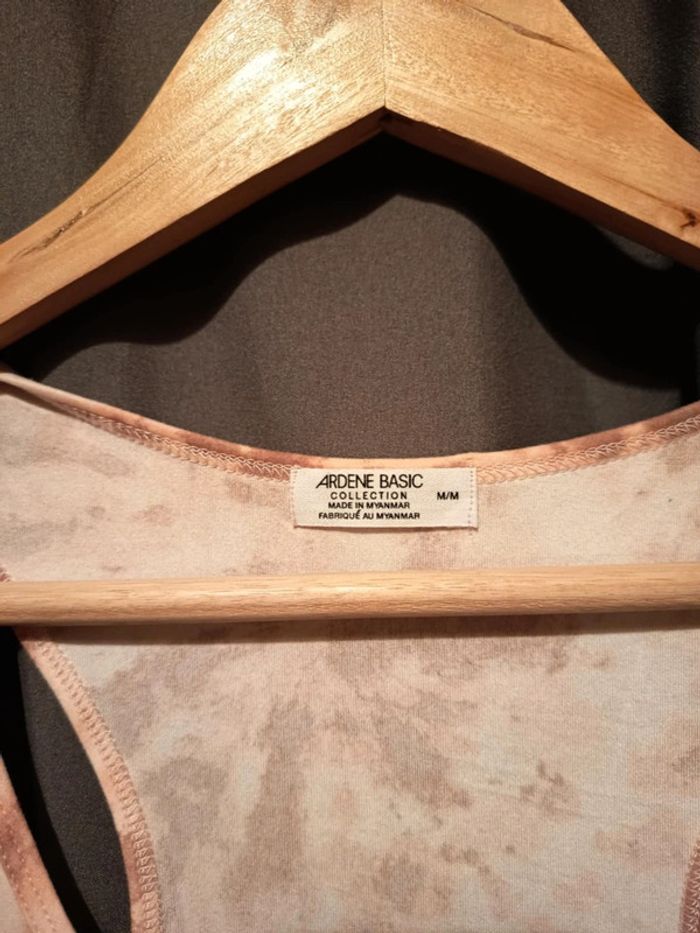 ARDENE BASIC
COLLECTION M/M
MADE IN MYANMAR
FABRIQUÉ AU MYANMAR